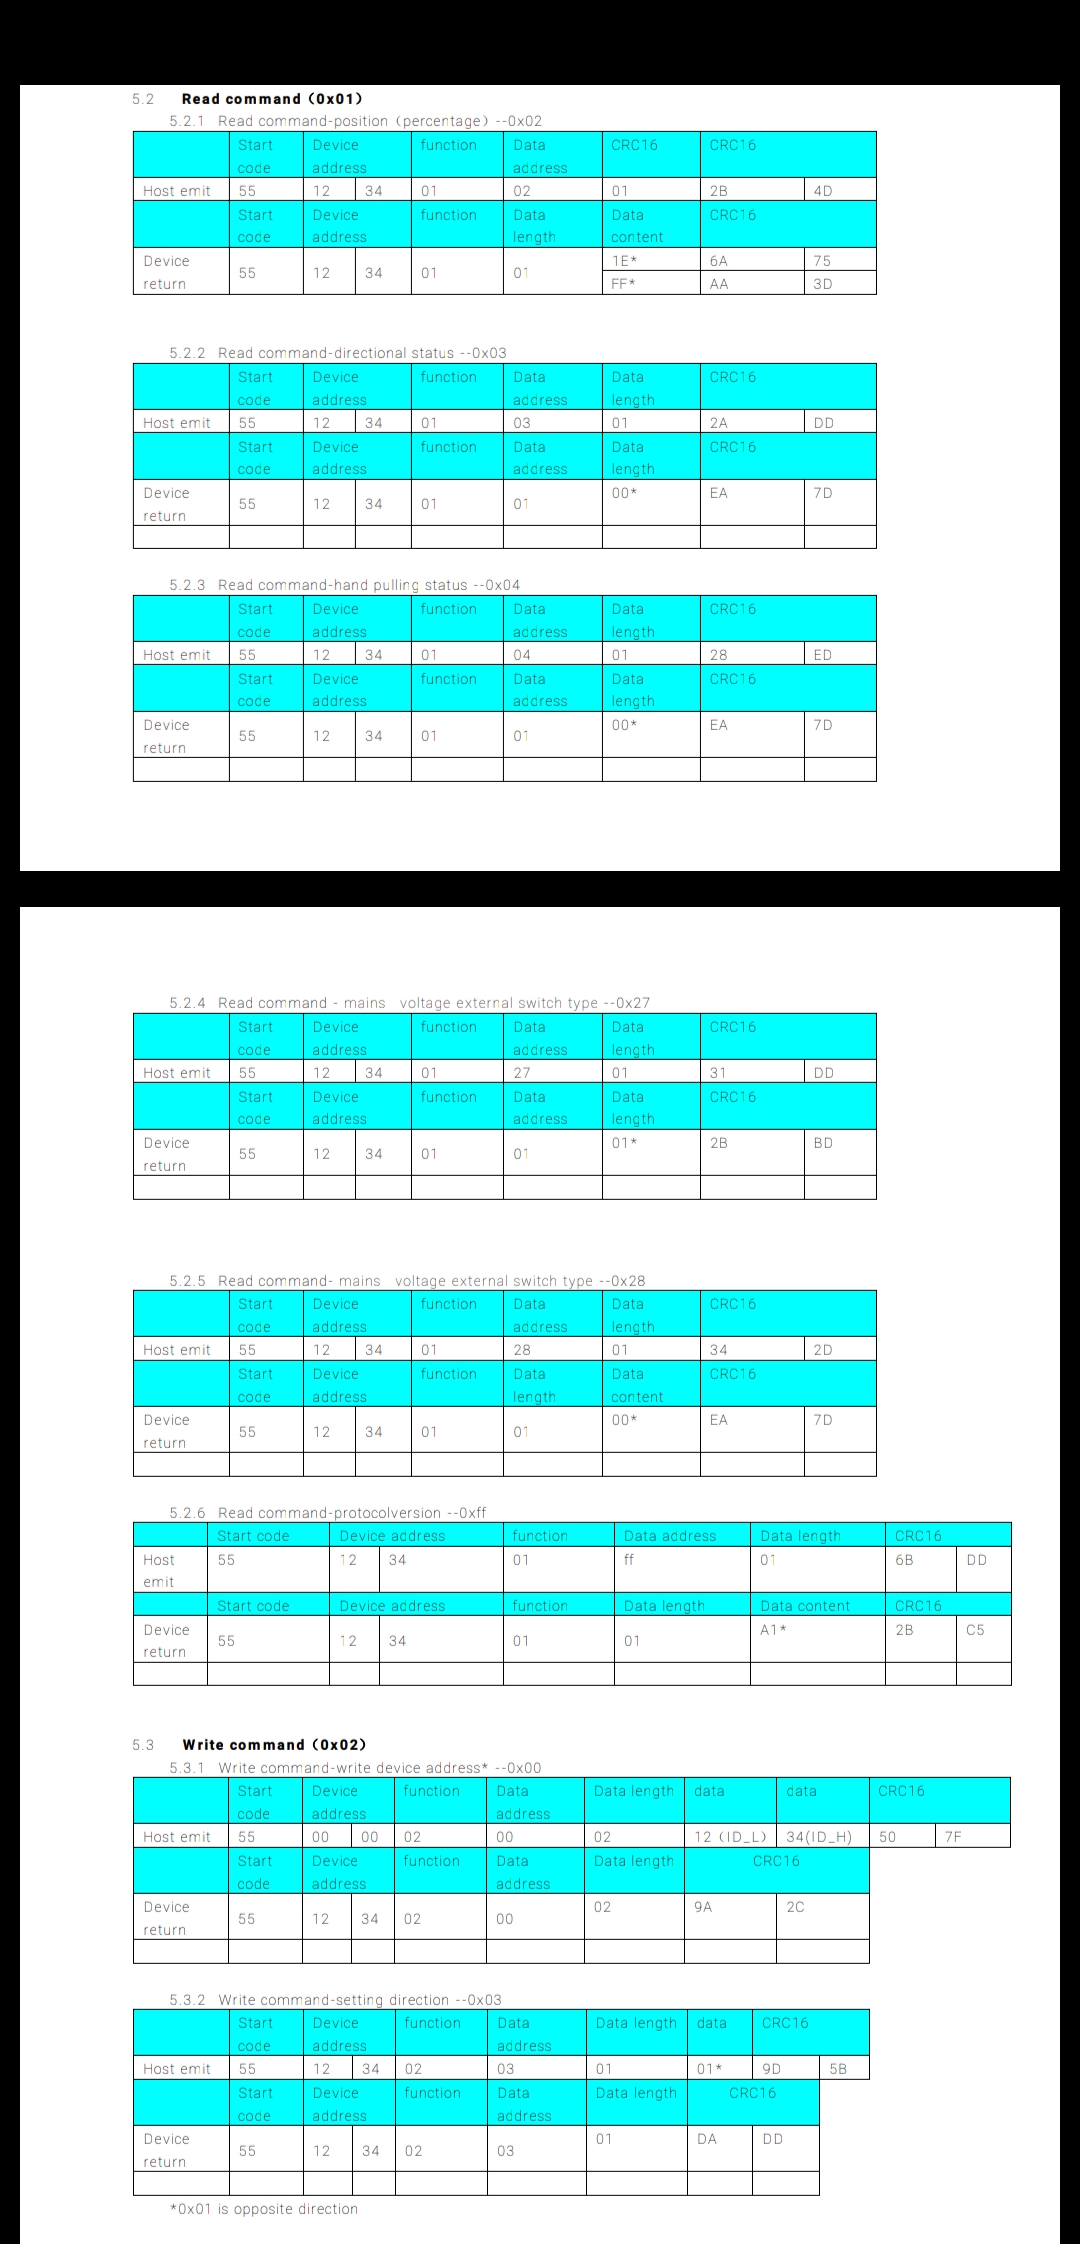 5.2 Read command（0x01）
5.2.1 Read command-position（percentage）--0x02
Start code Device address function Data address CRC16 CRC16
Host emit 55 12 34 01 02 01 2B 4D
Start code Device address function Data length Data content CRC16
Device return 55 12 34 01 01 1E* 6A 75
FF* AA 3D
5.2.2 Read command-directional status --0x03
Start code Device address function Data address Data length CRC16
Host emit 55 12 34 01 03 01 2A DD
Start code Device address function Data address Data length CRC16
Device return 55 12 34 01 01 00* EA 7D
5.2.3 Read command-hand pulling status --0x04
Start code Device address function Data address Data length CRC16
Host emit 55 12 34 01 04 01 28 ED
Start code Device address function Data address Data length CRC16
Device return 55 12 34 01 01 00* EA 7D
5.2.4 Read command - mains voltage external switch type --0x27
Start code Device address function Data address Data length CRC16
Host emit 55 12 34 01 27 01 31 DD
Start code Device address function Data address Data length CRC16
Device return 55 12 34 01 01 01* 2B BD
5.2.5 Read command- mains voltage external switch type --0x28
Start code Device address function Data address Data length CRC16
Host emit 55 12 34 01 28 01 34 2D
Start code Device address function Data length Data content CRC16
Device return 55 12 34 01 01 00* EA 7D
5.2.6 Read command-protocolversion --0xff
Start code Device address function Data address Data length CRC16
Host emit 55 12 34 01 ff 01 6B DD
Start code Device address function Data length Data content CRC16
Device return 55 12 34 01 01 A1* 2B C5
5.3 Write command（0x02）
5.3.1 Write command-write device address* --0x00
Start code Device address function Data address Data length data data CRC16
Host emit 55 00 00 02 00 02 12（ID_L） 34(ID_H) 50 7F
Start code Device address function Data address Data length CRC16
Device return 55 12 34 02 00 02 9A 2C
5.3.2 Write command-setting direction --0x03
Start code Device address function Data address Data length data CRC16
Host emit 55 12 34 02 03 01 01* 9D 5B
Start code Device address function Data address Data length CRC16
Device return 55 12 34 02 03 01 DA DD
*0x01 is opposite direction